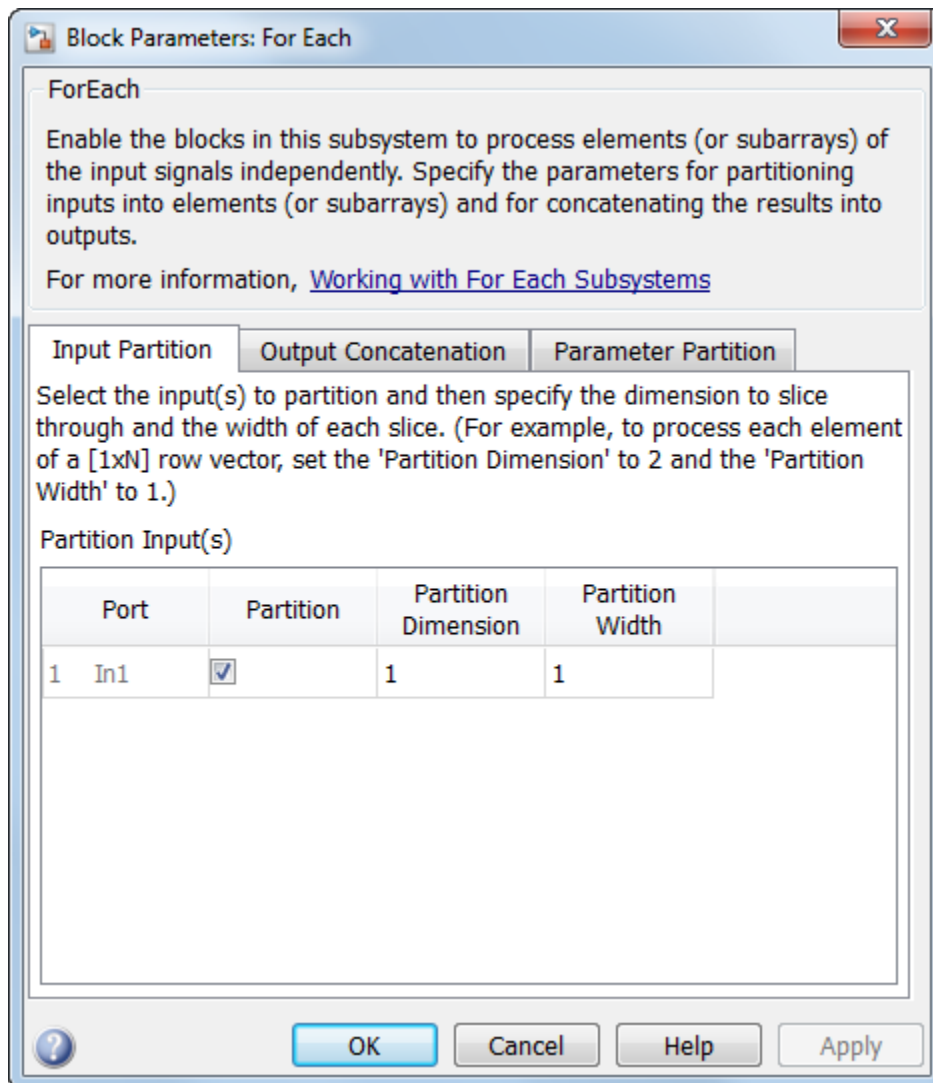 Block Parameters: For Each
X
ForEach
Enable the blocks in this subsystem to process elements (or subarrays) of
the input signals independently. Specify the parameters for partitioning
inputs into elements (or subarrays) and for concatenating the results into
outputs.
For more information, Working with For Each Subsystems
Input Partition Output Concatenation Parameter Partition
Select the input(s) to partition and then specify the dimension to slice
through and the width of each slice. (For example, to process each element
of a [1xN] row vector, set the 'Partition Dimension' to 2 and the 'Partition
Width' to 1.)
Partition Input(s)
Port Partition Partition Dimension Partition Width
1 In1 1 1
? OK Cancel Help Apply